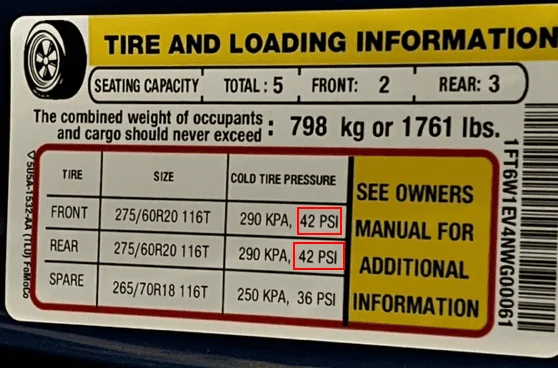 TIRE AND LOADING INFORMATION
SEATING CAPACITY TOTAL : 5 FRONT: 2 REAR: 3
The combined weight of occupants
and cargo should never exceed : 798 kg or 1761 lbs.
TIRE SIZE COLD TIRE PRESSURE
FRONT 275/60R20 116T 290 KPA, 42 PSI
REAR 275/60R20 116T 290 KPA, 42 PSI
SPARE 265/70R18 116T 250 KPA, 36 PSI
SEE OWNERS
MANUAL FOR
ADDITIONAL
INFORMATION
1FT6W1EV4NWG00061